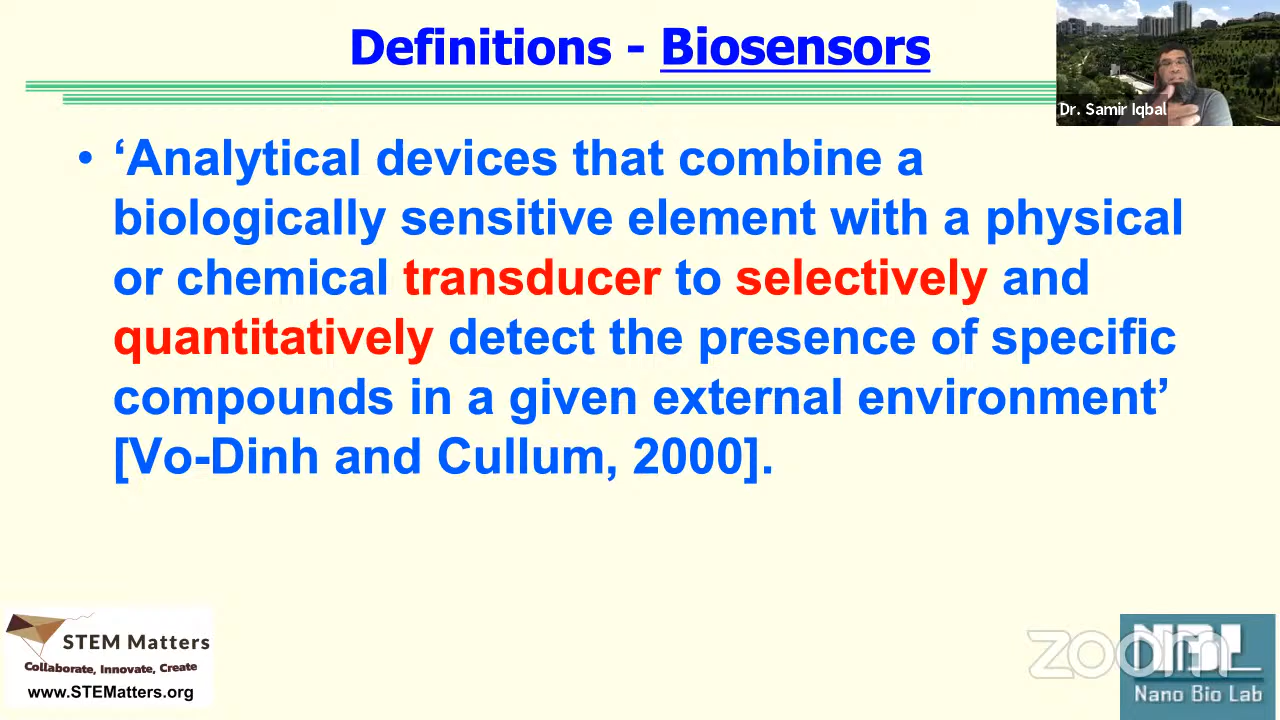 Definitions - Biosensors
Dr. Samir Iqbal
• ‘Analytical devices that combine a
biologically sensitive element with a physical
or chemical transducer to selectively and
quantitatively detect the presence of specific
compounds in a given external environment’
[Vo-Dinh and Cullum, 2000].
STEM Matters
Collaborate, Innovate, Create
www.STEMatters.org
zoom
NBL
Nano Bio Lab